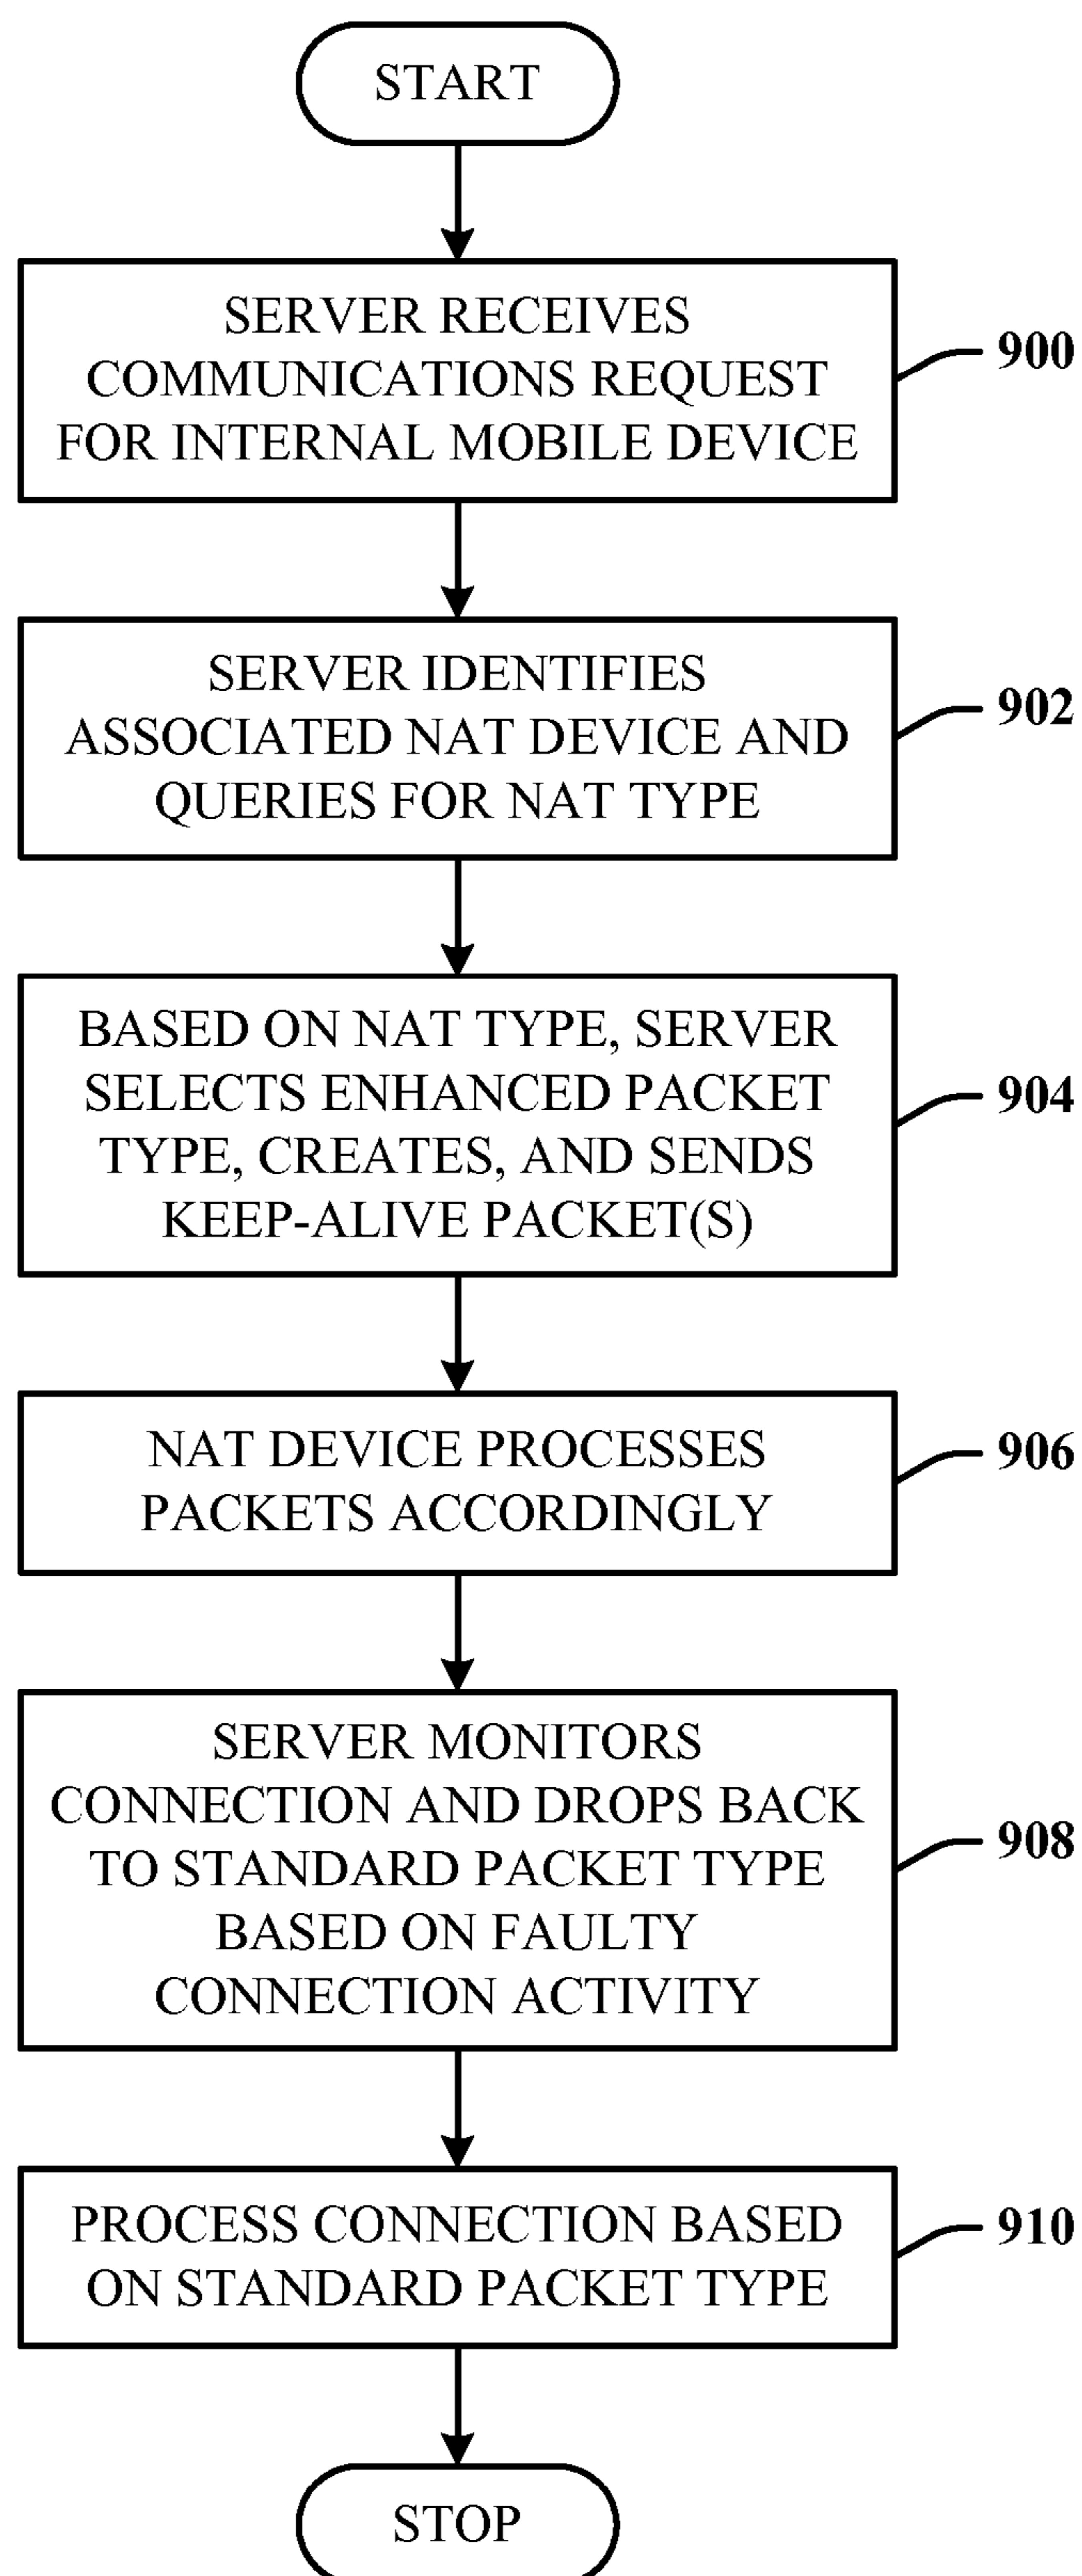 START
SERVER RECEIVES
COMMUNICATIONS REQUEST
FOR INTERNAL MOBILE DEVICE
900
SERVER IDENTIFIES
ASSOCIATED NAT DEVICE AND
QUERIES FOR NAT TYPE
902
BASED ON NAT TYPE, SERVER
SELECTS ENHANCED PACKET
TYPE, CREATES, AND SENDS
KEEP-ALIVE PACKET(S)
904
NAT DEVICE PROCESSES
PACKETS ACCORDINGLY
906
SERVER MONITORS
CONNECTION AND DROPS BACK
TO STANDARD PACKET TYPE
BASED ON FAULTY
CONNECTION ACTIVITY
908
PROCESS CONNECTION BASED
ON STANDARD PACKET TYPE
910
STOP